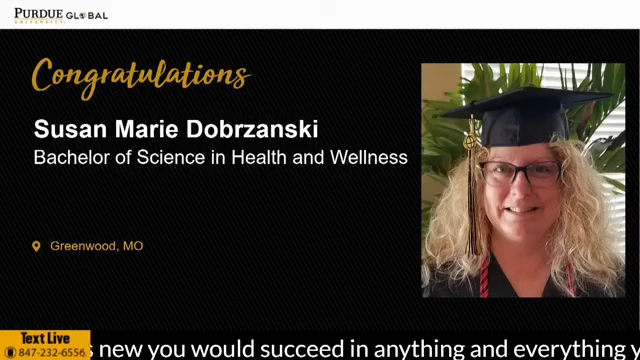 PURDUE GLOBAL
UNIVERSITY
Congratulations
Susan Marie Dobrzanski
Bachelor of Science in Health and Wellness
Greenwood, MO
Text Live
847-232-6556
new you would succeed in anything and everything